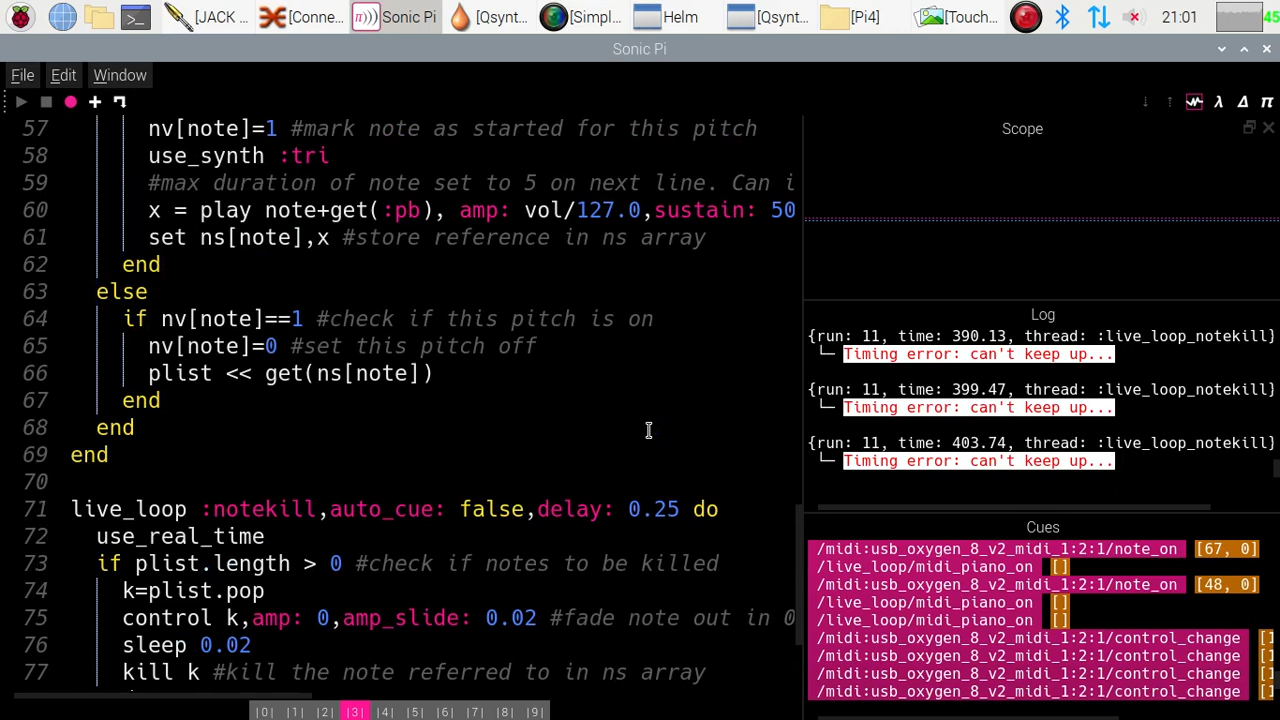 [JACK
[Conne
Sonic Pi
[Qsynt...
[Simpl...
Helm
[Qsynt...
[Pi4]
[Touch...
21:01
45
Sonic Pi
File Edit Window
57 nv[note]=1 #mark note as started for this pitch
58 use_synth :tri
59 #max duration of note set to 5 on next line. Can i
60 x = play note+get(:pb), amp: vol/127.0,sustain: 50
61 set ns[note],x #store reference in ns array
62 end
63 else
64 if nv[note]==1 #check if this pitch is on
65 nv[note]=0 #set this pitch off
66 plist << get(ns[note])
67 end
68 end
69 end
70
71 live_loop :notekill,auto_cue: false,delay: 0.25 do
72 use_real_time
73 if plist.length > 0 #check if notes to be killed
74 k=plist.pop
75 control k,amp: 0,amp_slide: 0.02 #fade note out in 0
76 sleep 0.02
77 kill k #kill the note referred to in ns array
|0| |1| |2| |3| |4| |5| |6| |7| |8| |9|
Scope
Log
{run: 11, time: 390.13, thread: :live_loop_notekill}
└─ Timing error: can't keep up...
{run: 11, time: 399.47, thread: :live_loop_notekill}
└─ Timing error: can't keep up...
{run: 11, time: 403.74, thread: :live_loop_notekill}
└─ Timing error: can't keep up...
Cues
/midi:usb_oxygen_8_v2_midi_1:2:1/note_on [67, 0]
/live_loop/midi_piano_on []
/midi:usb_oxygen_8_v2_midi_1:2:1/note_on [48, 0]
/live_loop/midi_piano_on []
/live_loop/midi_piano_on []
/midi:usb_oxygen_8_v2_midi_1:2:1/control_change [1
/midi:usb_oxygen_8_v2_midi_1:2:1/control_change [1
/midi:usb_oxygen_8_v2_midi_1:2:1/control_change [1
/midi:usb_oxygen_8_v2_midi_1:2:1/control_change [1